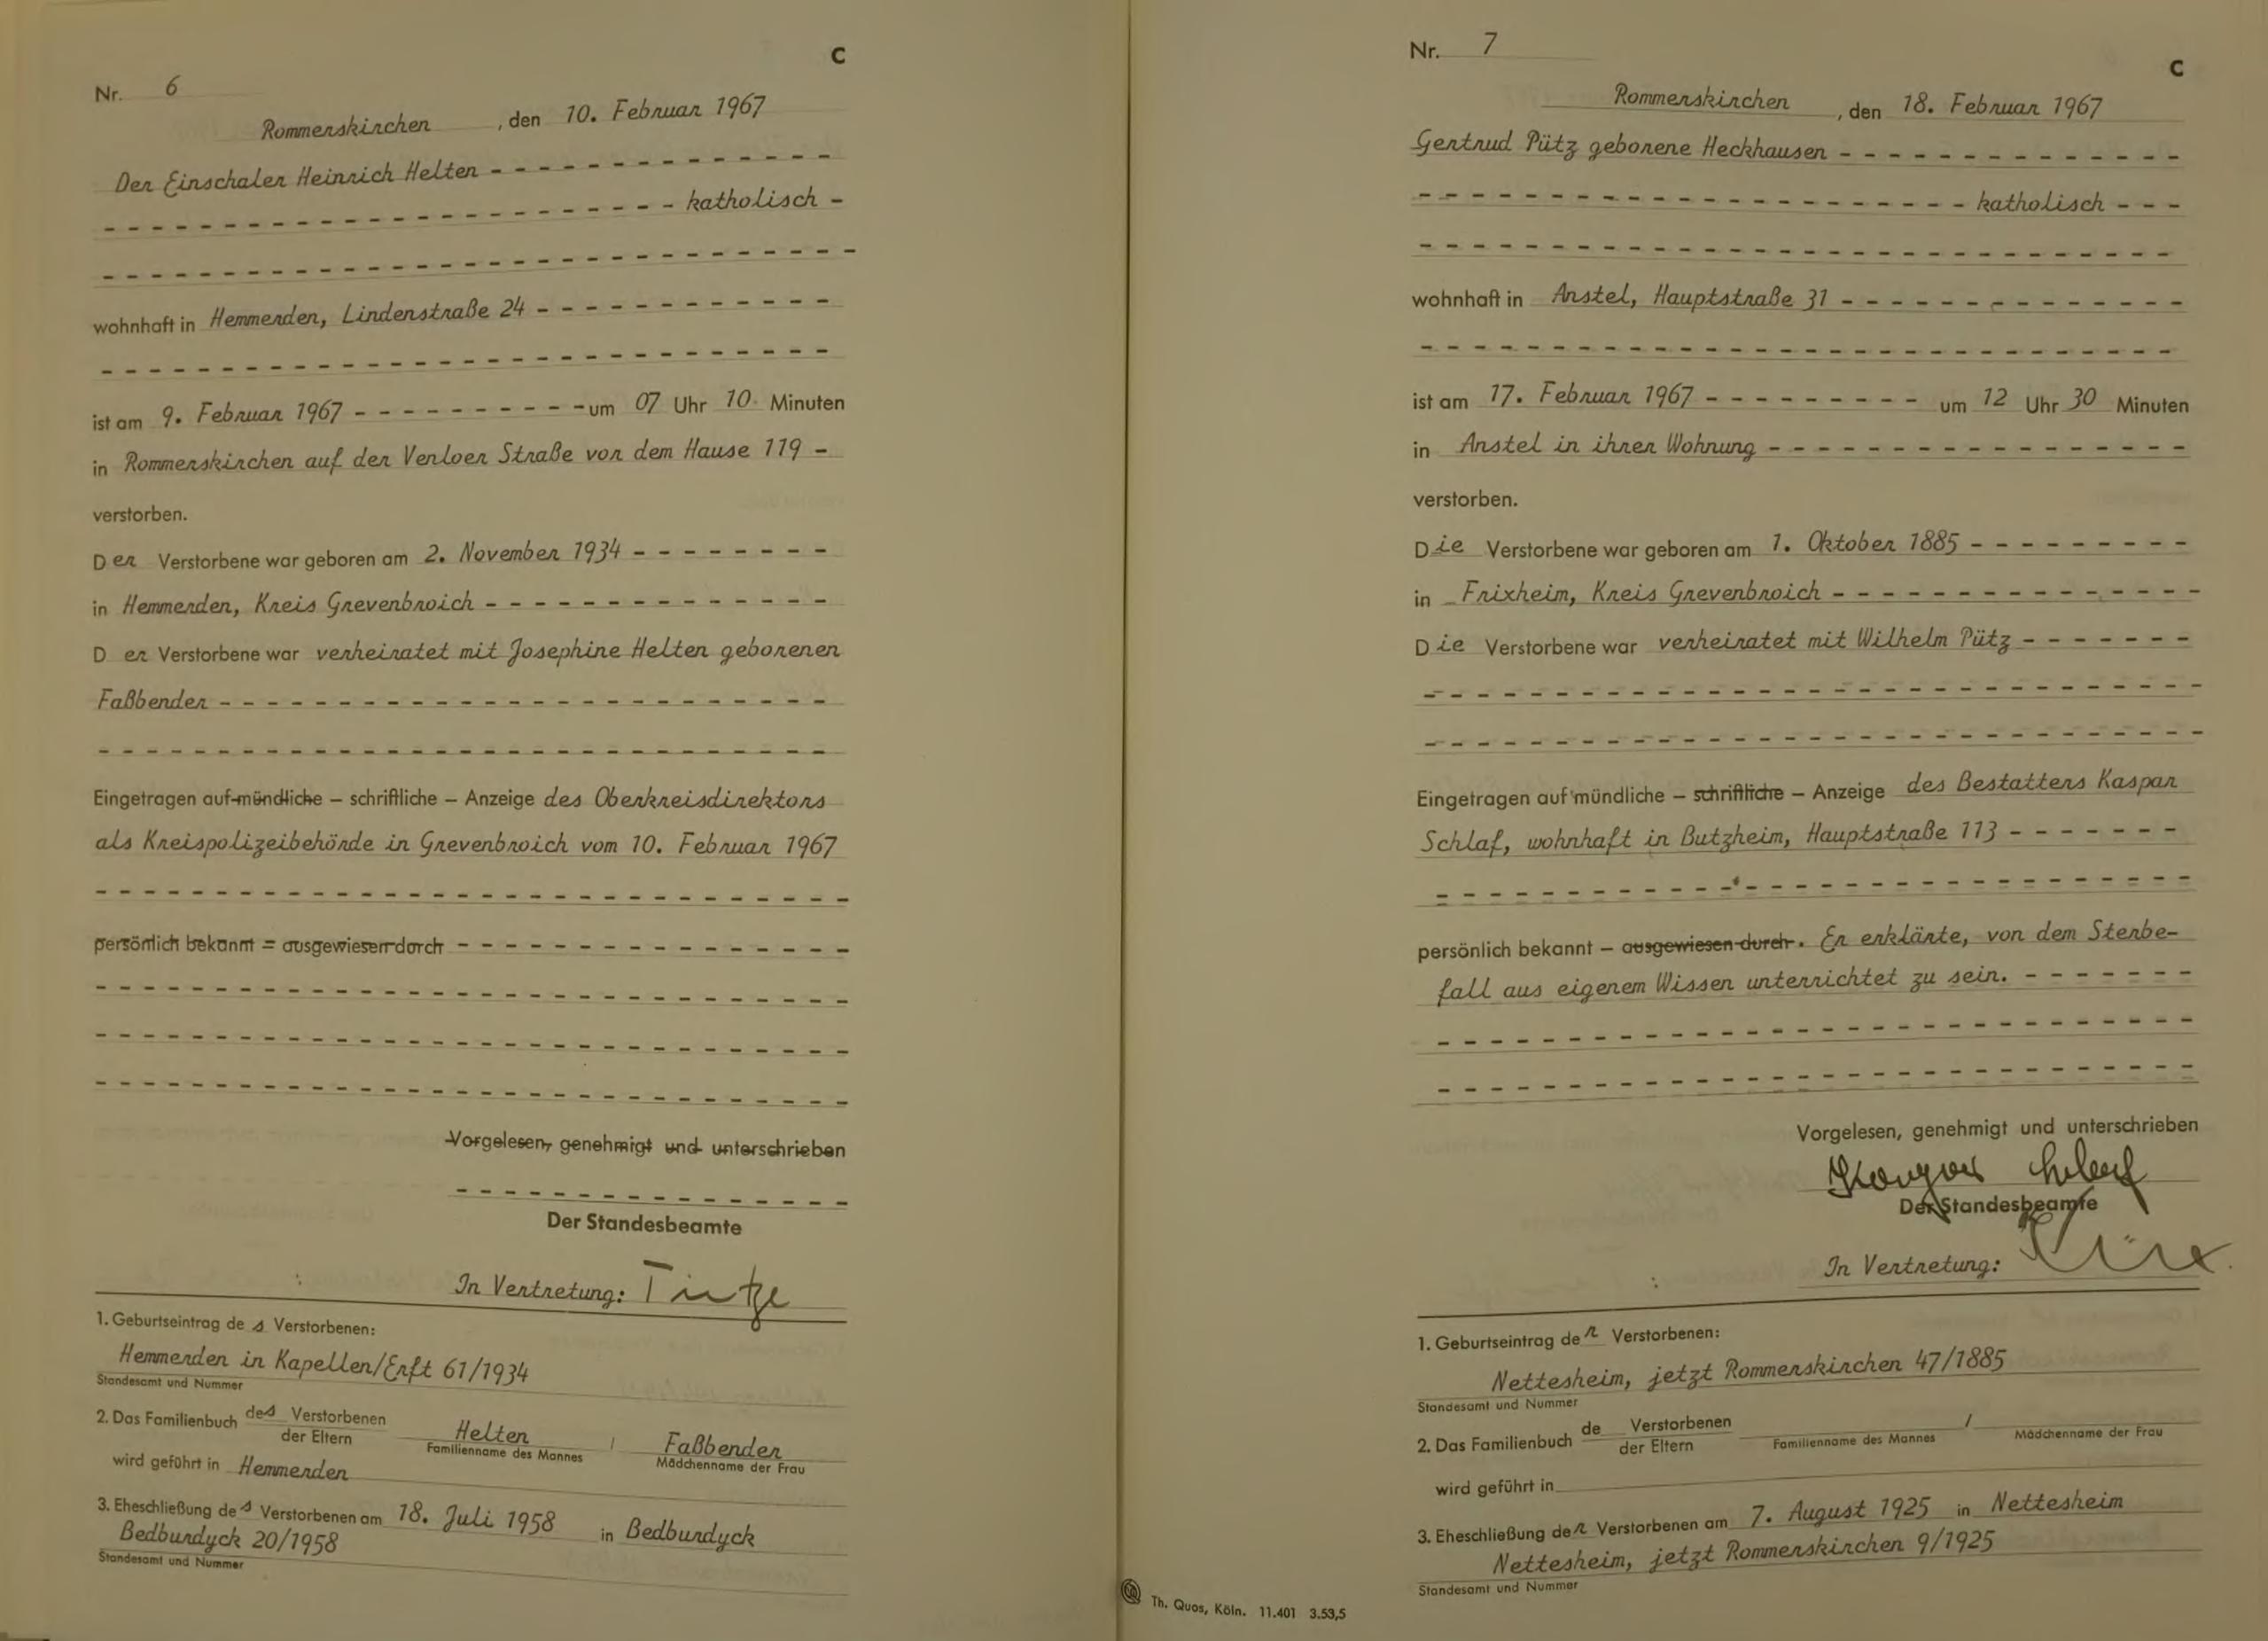 C
Nr. 6
Rommerskirchen, den 10. Februar 1967
Der Einschaler Heinrich Helten
katholisch
wohnhaft in Hemmerden, Lindenstraße 24
ist am 9. Februar 1967 um 07 Uhr 10 Minuten
in Rommerskirchen auf der Venloer Straße vor dem Hause 119
verstorben.
Der Verstorbene war geboren am 2. November 1934
in Hemmerden, Kreis Grevenbroich
Der Verstorbene war verheiratet mit Josephine Helten geborenen
Faßbender
Eingetragen auf mündliche – schriftliche – Anzeige des Oberkreisdirektors
als Kreispolizeibehörde in Grevenbroich vom 10. Februar 1967
persönlich bekannt = ausgewiesen durch
Vorgelesen, genehmigt und unterschrieben
Der Standesbeamte
In Vertretung: Tintze
1. Geburtseintrag des Verstorbenen:
Hemmerden in Kapellen/Erft 61/1934
Standesamt und Nummer
2. Das Familienbuch des Verstorbenen
der Eltern
Helten / Faßbender
Familienname des Mannes Mädchenname der Frau
wird geführt in Hemmerden
3. Eheschließung des Verstorbenen am 18. Juli 1958 in Bedburdyck
Bedburdyck 20/1958
Standesamt und Nummer
Nr. 7
C
Rommerskirchen, den 18. Februar 1967
Gertrud Pütz geborene Heckhausen
katholisch
wohnhaft in Anstel, Hauptstraße 31
ist am 17. Februar 1967 um 12 Uhr 30 Minuten
in Anstel in ihrer Wohnung
verstorben.
Die Verstorbene war geboren am 1. Oktober 1885
in Frixheim, Kreis Grevenbroich
Die Verstorbene war verheiratet mit Wilhelm Pütz
Eingetragen auf mündliche – schriftliche – Anzeige des Bestatters Kaspar
Schlaf, wohnhaft in Butzheim, Hauptstraße 113
persönlich bekannt – ausgewiesen durch. Er erklärte, von dem Sterbe-
fall aus eigenem Wissen unterrichtet zu sein.
Vorgelesen, genehmigt und unterschrieben
Kaspar Schlaf
Der Standesbeamte
In Vertretung:
1. Geburtseintrag der Verstorbenen:
Nettesheim, jetzt Rommerskirchen 47/1885
Standesamt und Nummer
2. Das Familienbuch de Verstorbenen
der Eltern
/
Familienname des Mannes Mädchenname der Frau
wird geführt in
3. Eheschließung der Verstorbenen am 7. August 1925 in Nettesheim
Nettesheim, jetzt Rommerskirchen 9/1925
Standesamt und Nummer
Th. Quos, Köln. 11.401 3.53,5